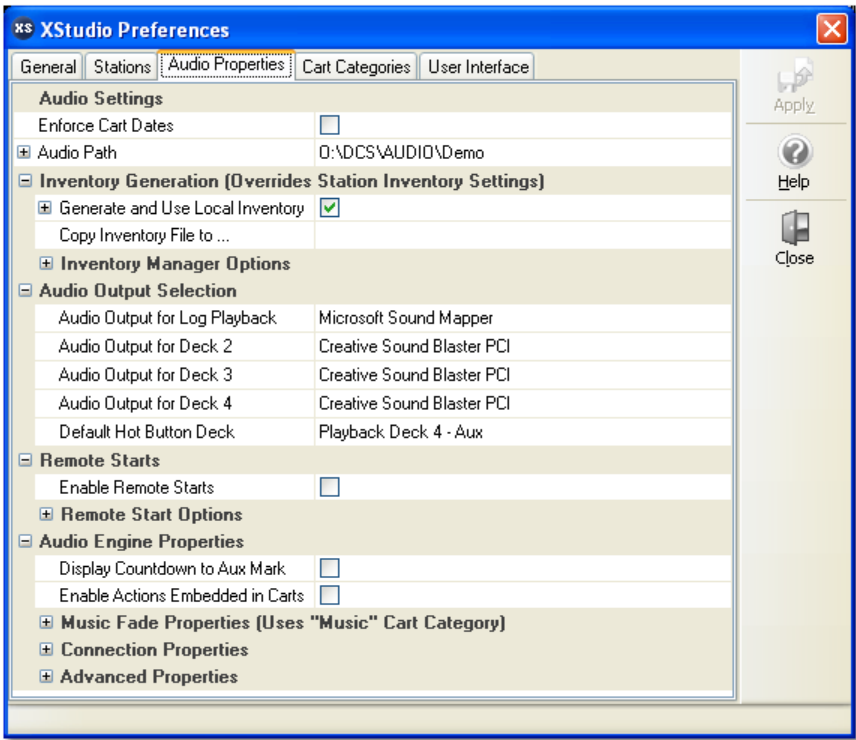 XS XStudio Preferences
General Stations Audio Properties Cart Categories User Interface
Audio Settings
Enforce Cart Dates
Audio Path O:\DCS\AUDIO\Demo
Inventory Generation (Overrides Station Inventory Settings)
Generate and Use Local Inventory
Copy Inventory File to ...
Inventory Manager Options
Audio Output Selection
Audio Output for Log Playback Microsoft Sound Mapper
Audio Output for Deck 2 Creative Sound Blaster PCI
Audio Output for Deck 3 Creative Sound Blaster PCI
Audio Output for Deck 4 Creative Sound Blaster PCI
Default Hot Button Deck Playback Deck 4 - Aux
Remote Starts
Enable Remote Starts
Remote Start Options
Audio Engine Properties
Display Countdown to Aux Mark
Enable Actions Embedded in Carts
Music Fade Properties (Uses "Music" Cart Category)
Connection Properties
Advanced Properties
Apply
Help
Close